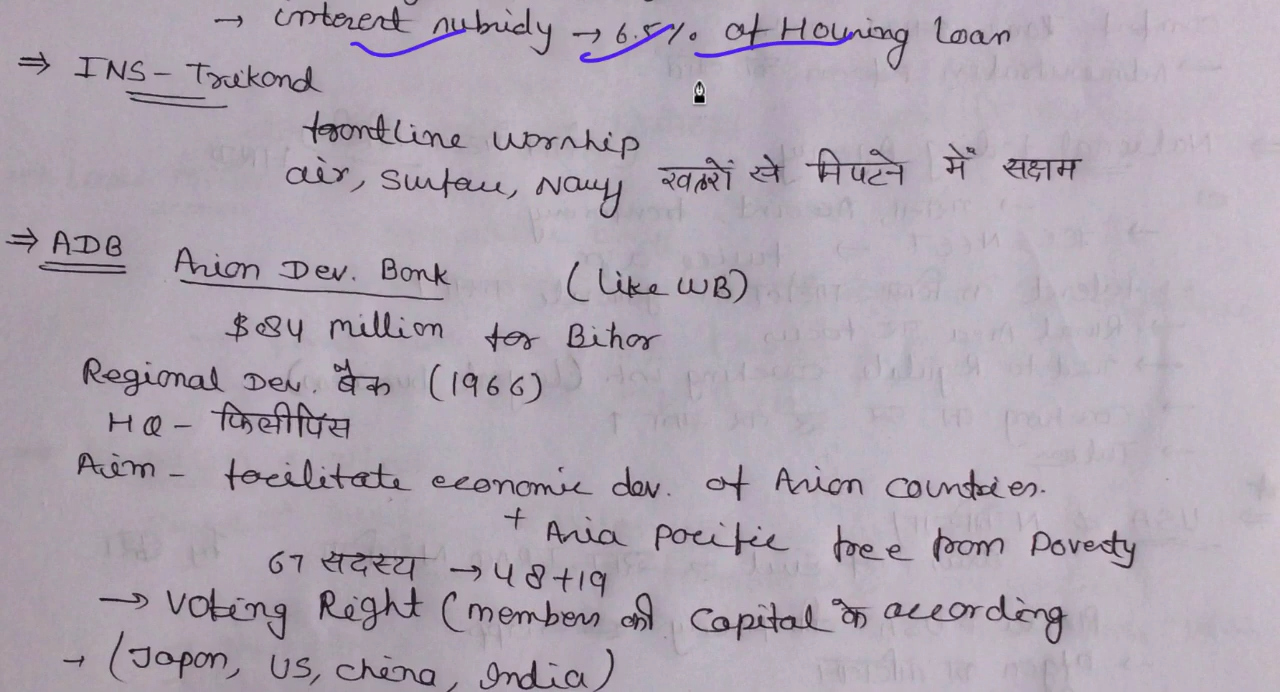 → interest subsidy → 6.5% of Housing loan
⇒ INS - Trikond
frontline warship
air, surface, Navy खतरों से निपटने में सक्षम
⇒ ADB Asian Dev. Bank (like WB)
$84 million for Bihar
Regional Dev. बैंक (1966)
HQ - फिलीपिंस
Aim - facilitate economic dev. of Asian countries.
+ Asia Pacific free from Poverty
67 सदस्य → 48+19
→ Voting Right (members की Capital के according
→ (Japan, US, China, India)